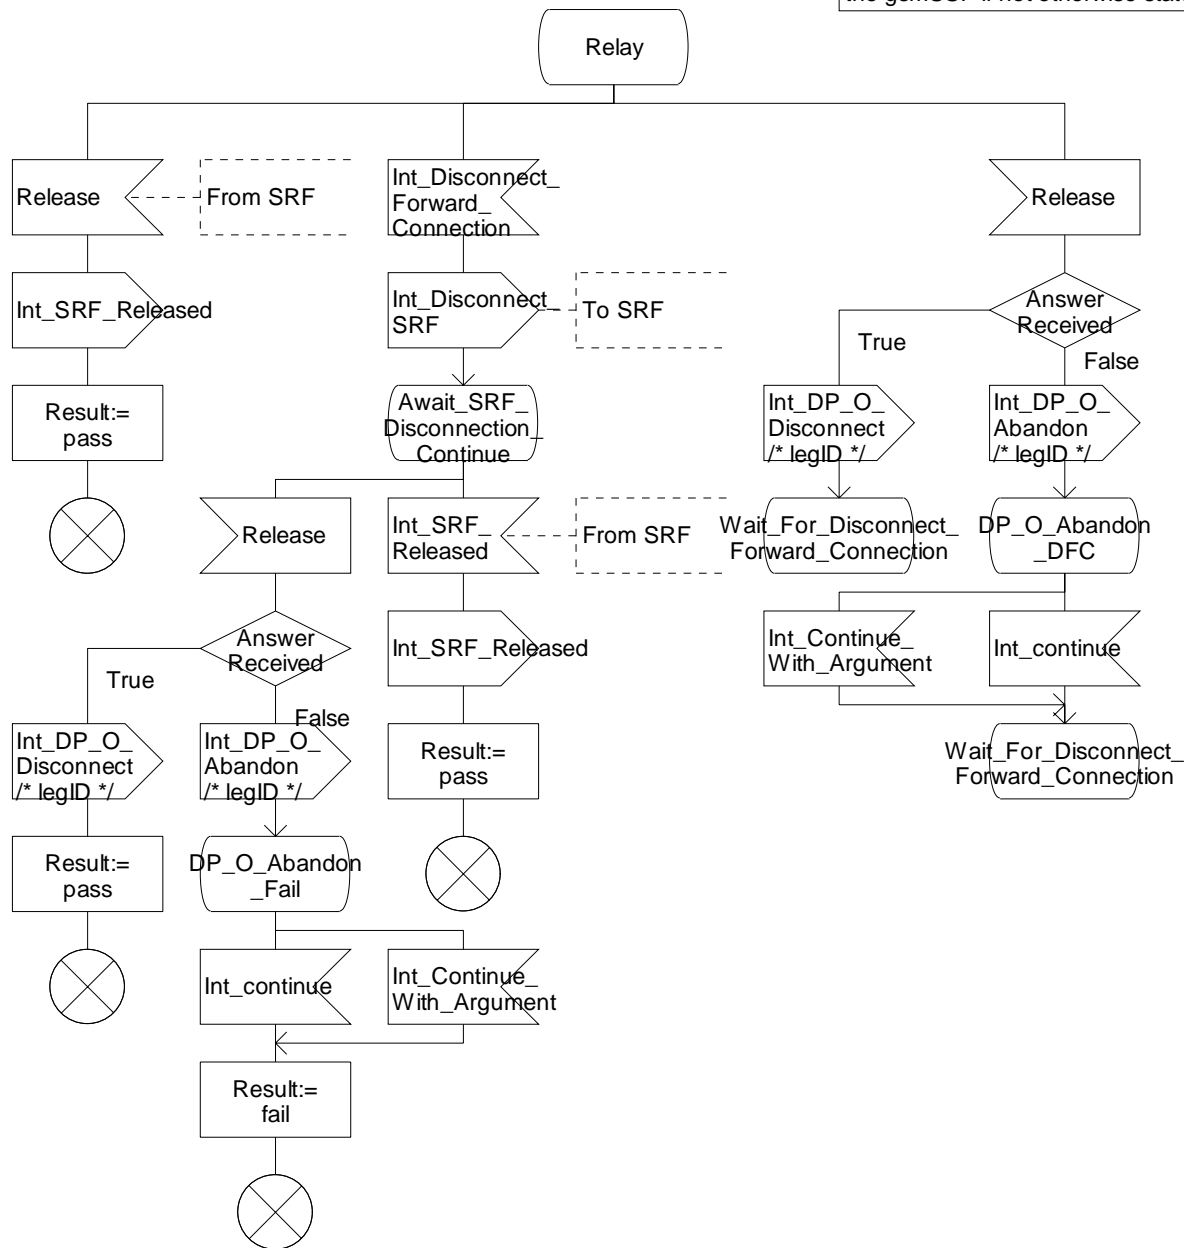 the gsmSSF if not otherwise stat
Relay
Release
From SRF
Int_Disconnect_
Forward_
Connection
Release
Int_SRF_Released
Int_Disconnect_
SRF
To SRF
Answer
Received
True
False
Result:=
pass
Await_SRF_
Disconnection_
Continue
Int_DP_O_
Disconnect
/* legID */
Int_DP_O_
Abandon
/* legID */
Release
Int_SRF_
Released
From SRF
Wait_For_Disconnect_
Forward_Connection
DP_O_Abandon
_DFC
Answer
Received
True
False
Int_SRF_Released
Int_Continue_
With_Argument
Int_continue
Int_DP_O_
Disconnect
/* legID */
Int_DP_O_
Abandon
/* legID */
Result:=
pass
Wait_For_Disconnect_
Forward_Connection
Result:=
pass
DP_O_Abandon
_Fail
Int_continue
Int_Continue_
With_Argument
Result:=
fail